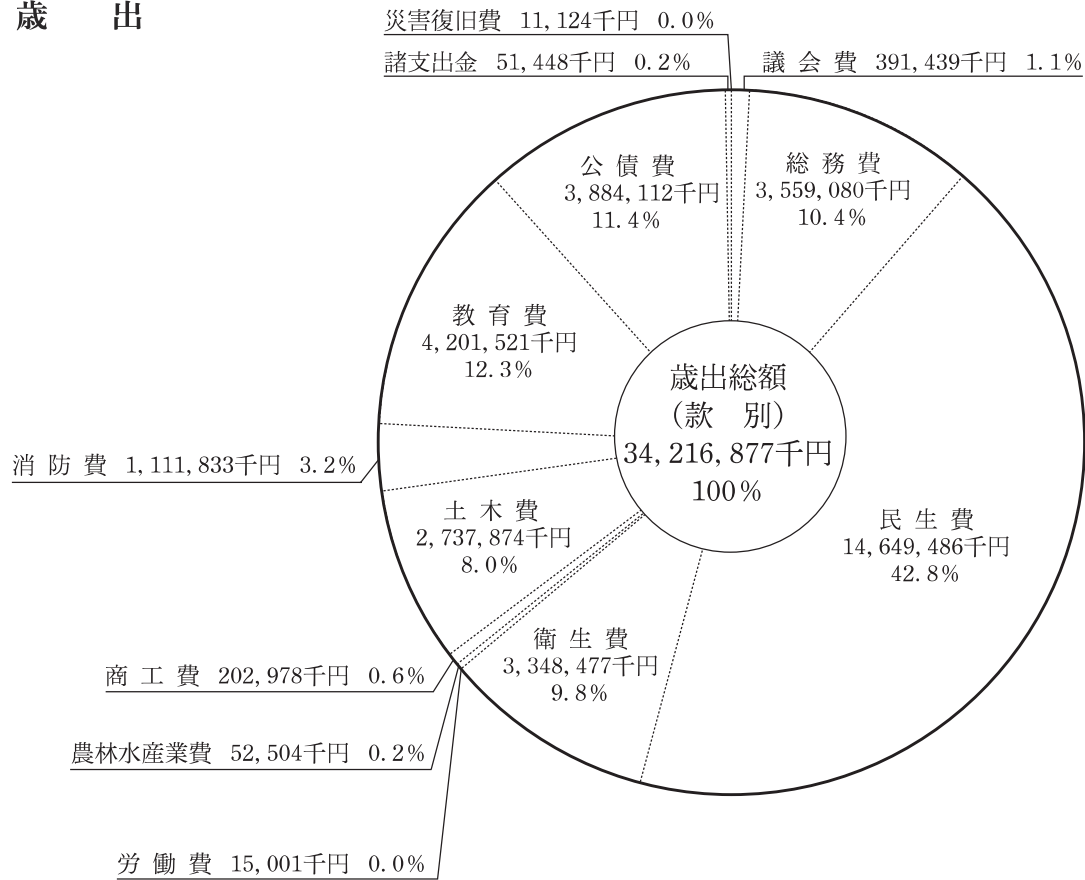 歳 出
災害復旧費 11,124千円 0.0%
諸支出金 51,448千円 0.2%
議会費 391,439千円 1.1%
総務費
3,559,080千円
10.4%
公債費
3,884,112千円
11.4%
教育費
4,201,521千円
12.3%
歳出総額
(款 別)
34,216,877千円
100%
消防費 1,111,833千円 3.2%
土木費
2,737,874千円
8.0%
民生費
14,649,486千円
42.8%
衛生費
3,348,477千円
9.8%
商工費 202,978千円 0.6%
農林水産業費 52,504千円 0.2%
労働費 15,001千円 0.0%